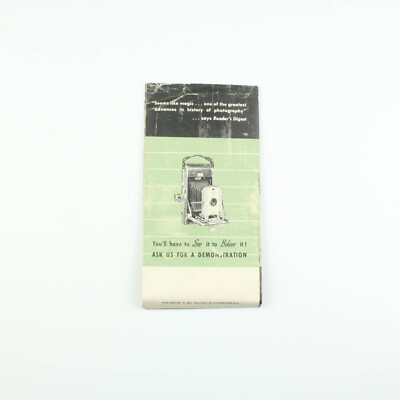 "Seems like magic . . . one of the greatest
advances in history of photography"
. . . says Reader's Digest
You'll have to See it to Believe it!
ASK US FOR A DEMONSTRATION